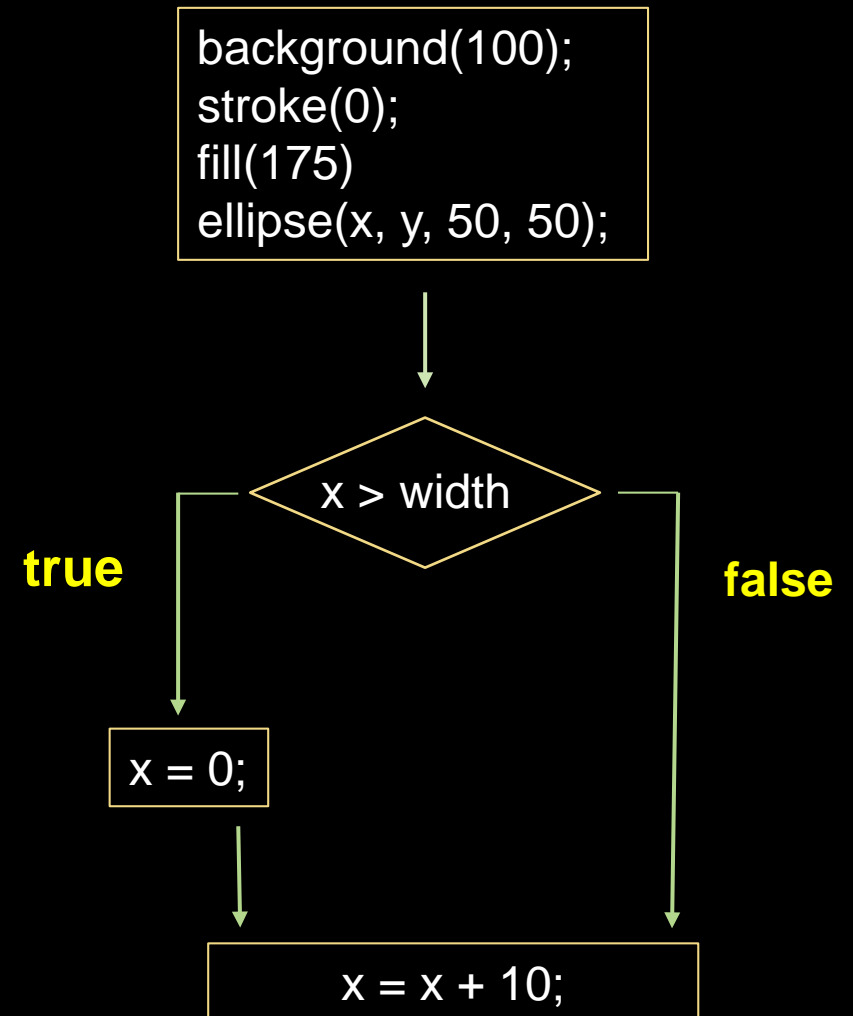 background(100);
stroke(0);
fill(175)
ellipse(x, y, 50, 50);
x > width
true
false
x = 0;
x = x + 10;